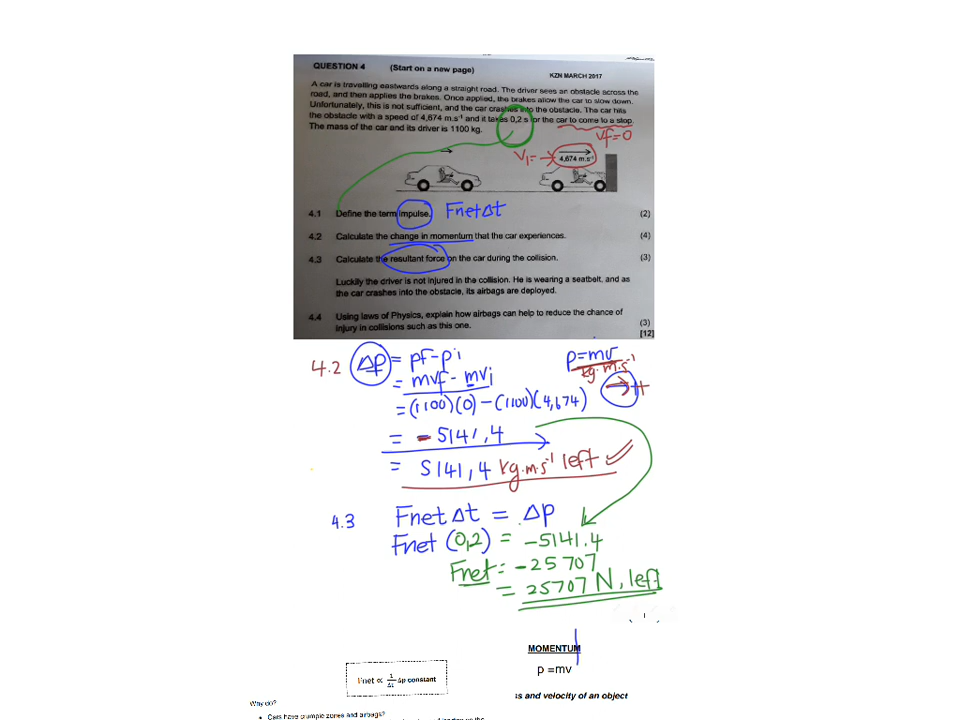 QUESTION 4 (Start on a new page) KZN MARCH 2017
A car is travelling eastwards along a straight road. The driver sees an obstacle across the
road, and then applies the brakes. Once applied, the brakes allow the car to slow down.
Unfortunately, this is not sufficient, and the car crashes into the obstacle. The car hits
the obstacle with a speed of 4,674 m.s⁻¹ and it takes 0,2 s for the car to come to a stop.
The mass of the car and its driver is 1100 kg.
vf=0
Vi= → 4,674 m.s⁻¹
4.1 Define the term impulse. Fnet Δt (2)
4.2 Calculate the change in momentum that the car experiences. (4)
4.3 Calculate the resultant force on the car during the collision. (3)
Luckily the driver is not injured in the collision. He is wearing a seatbelt, and as
the car crashes into the obstacle, its airbags are deployed.
4.4 Using laws of Physics, explain how airbags can help to reduce the chance of
injury in collisions such as this one. (3)
[12]
4.2 Δp = pf - pi
p=mv
kg.m.s⁻¹
= mvf - mvi
→ +
= (1100)(0) - (1100)(4,674)
= - 5141,4
= 5141,4 kg.m.s⁻¹ left ✓
4.3 Fnet Δt = Δp
Fnet (0,2) = -5141.4
Fnet = -25707
= 25707 N, left
MOMENTUM
p =mv
Fnet ∝ 1/Δt Δp constant
ss and velocity of an object
Why do?
• Cars have crumple zones and airbags?